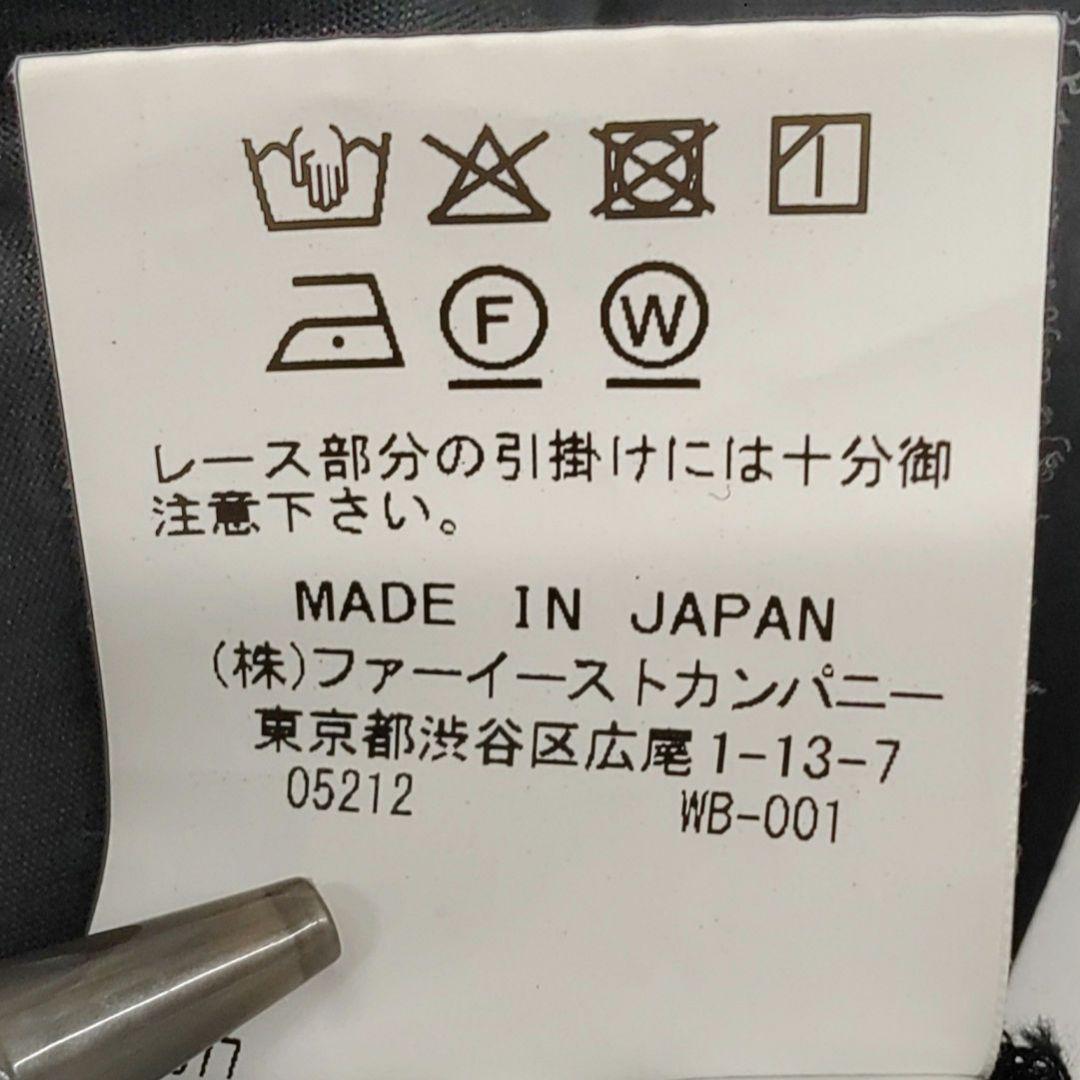 F W
レース部分の引掛けには十分御
注意下さい。
MADE IN JAPAN
(株)ファーイーストカンパニー
東京都渋谷区広尾1-13-7
05212 WB-001